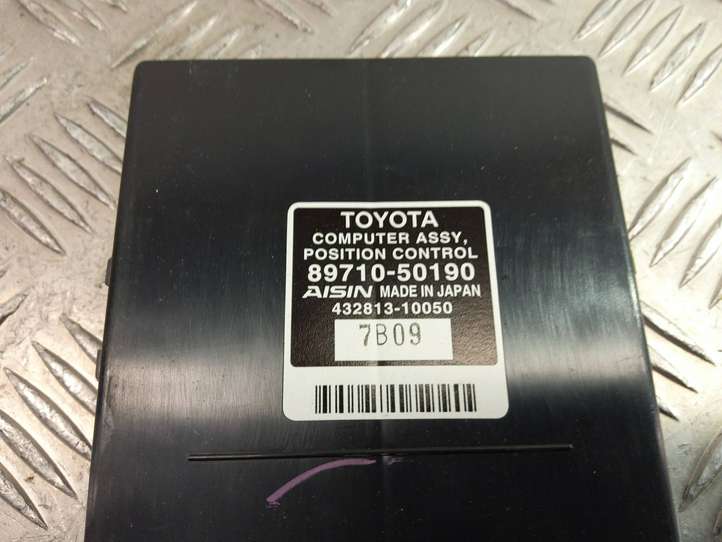 TOYOTA
COMPUTER ASSY,
POSITION CONTROL
89710-50190
AISIN MADE IN JAPAN
432813-10050
7B09